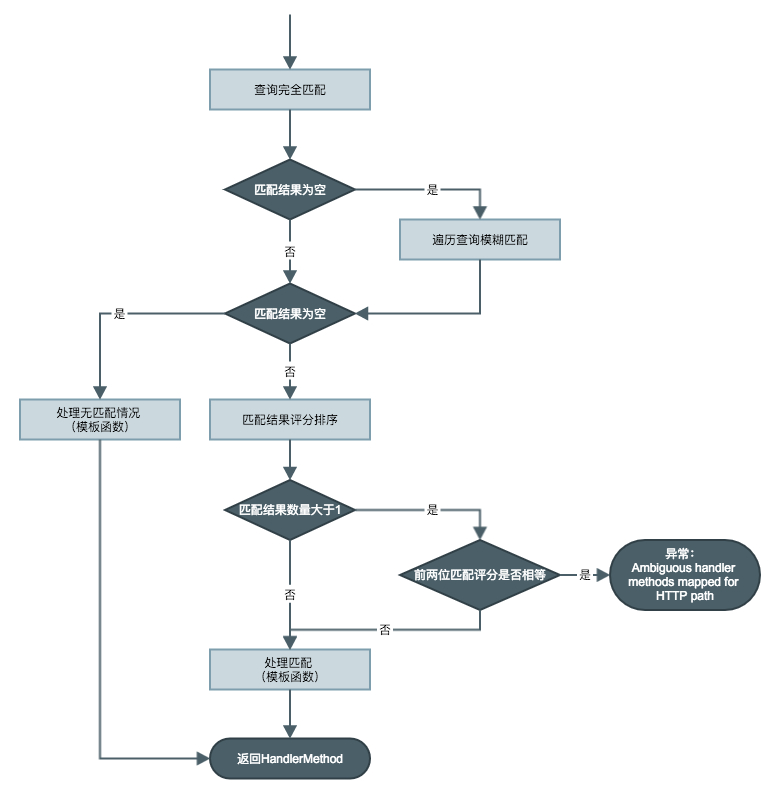 查询完全匹配
匹配结果为空
是
遍历查询模糊匹配
否
匹配结果为空
是
否
处理无匹配情况
（模板函数）
匹配结果评分排序
匹配结果数量大于1
是
前两位匹配评分是否相等
是
异常：
Ambiguous handler
methods mapped for
HTTP path
否
否
处理匹配
（模板函数）
返回HandlerMethod